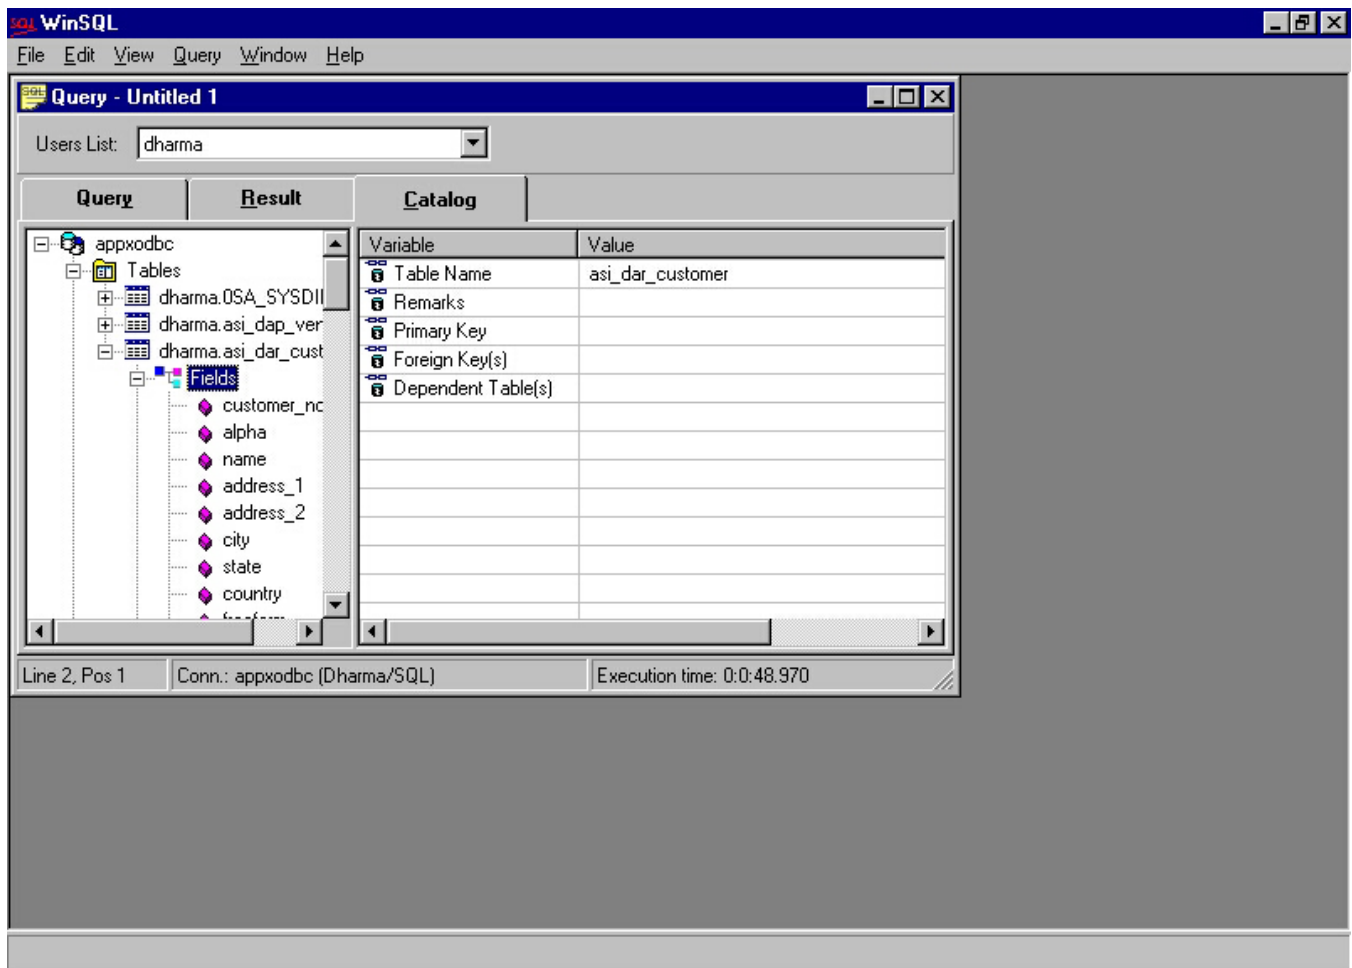 WinSQL
File Edit View Query Window Help
Query - Untitled 1
Users List: dharma
Query Result Catalog
appxodbc
Tables
dharma.0SA_SYSDI
dharma.asi_dap_ver
dharma.asi_dar_cust
Fields
customer_no
alpha
name
address_1
address_2
city
state
country
Variable Value
Table Name asi_dar_customer
Remarks
Primary Key
Foreign Key(s)
Dependent Table(s)
Line 2, Pos 1 Conn.: appxodbc (Dharma/SQL) Execution time: 0:0:48.970